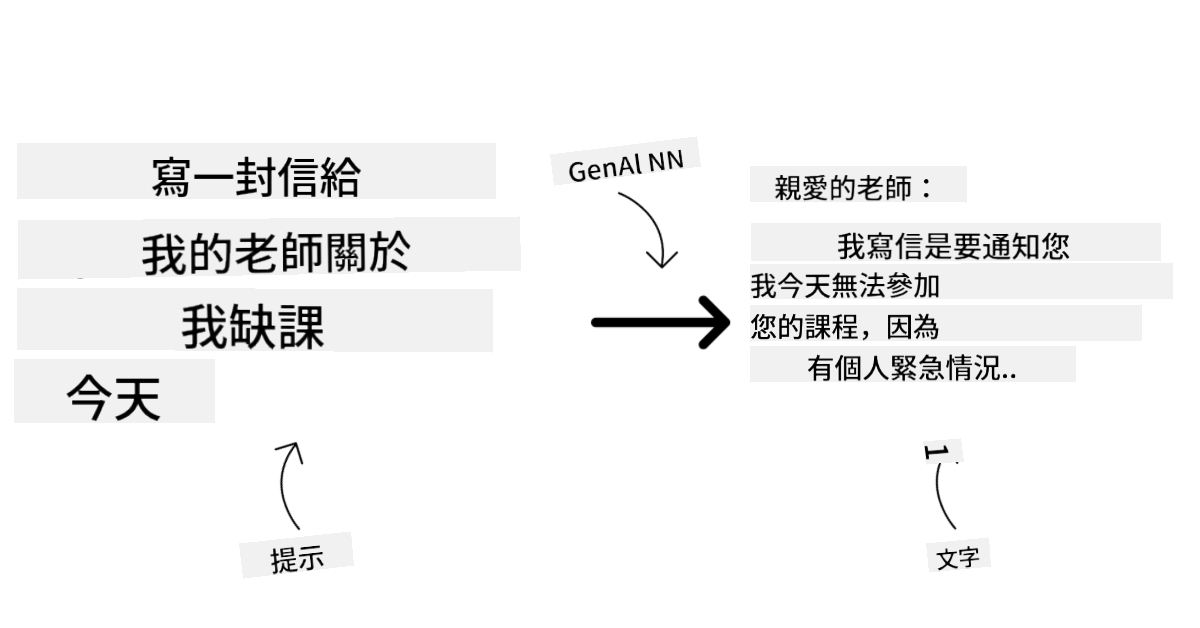 寫一封信給
我的老師關於
我缺課
今天
提示
GenAl NN
親愛的老師：
我寫信是要通知您
我今天無法參加
您的課程，因為
有個人緊急情況..
1
文字